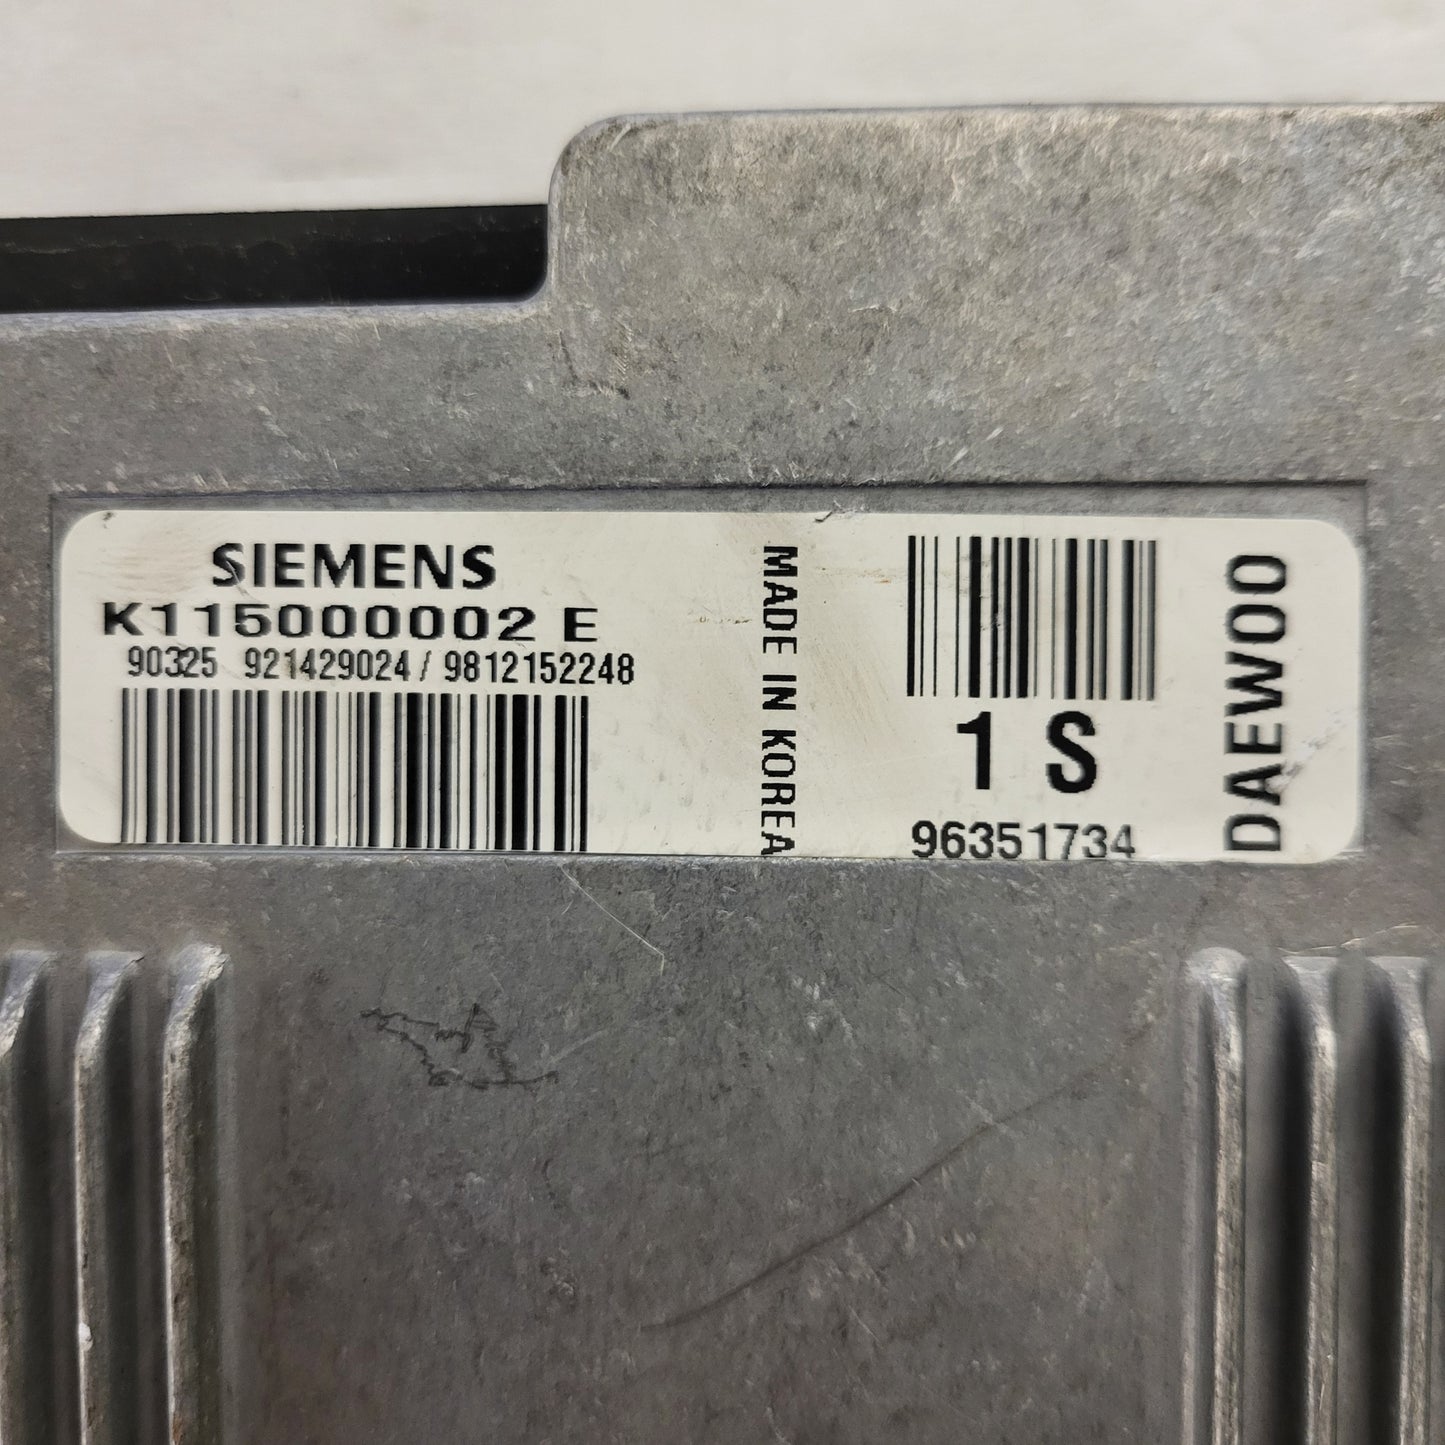 SIEMENS
K115000002 E
90325 921429024 / 9812152248
MADE IN KOREA
1 S
96351734
DAEWOO